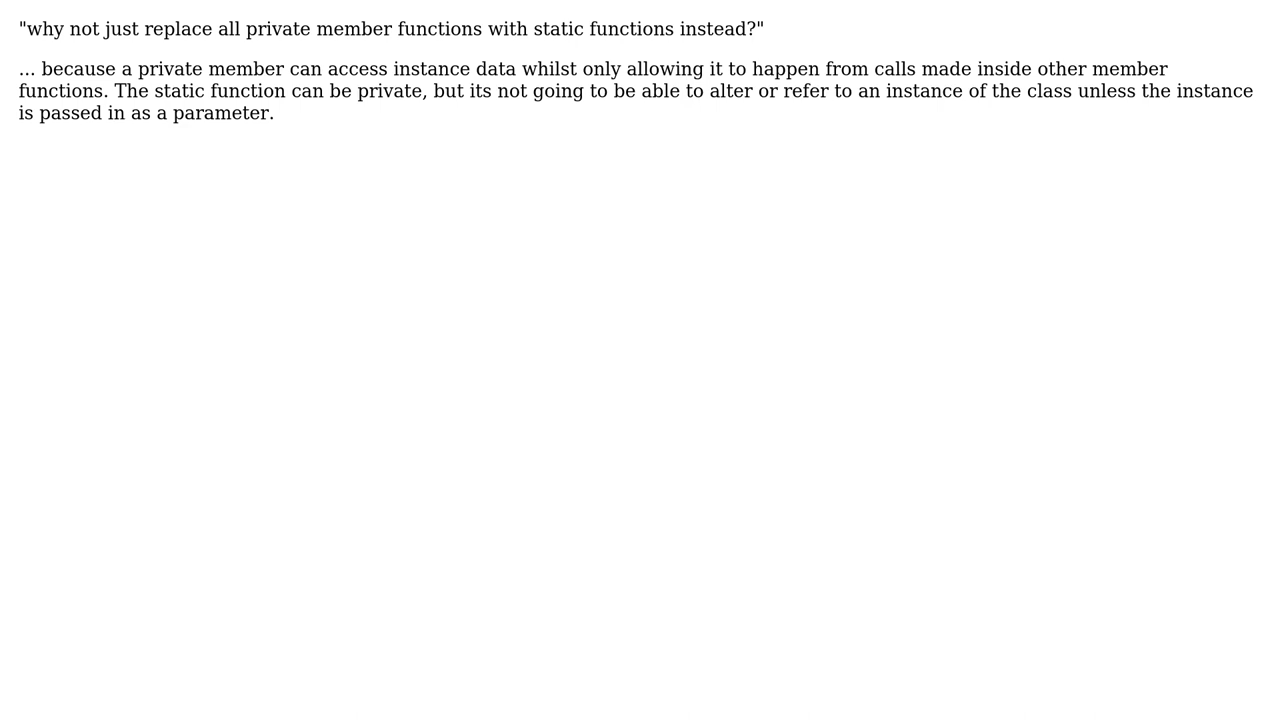 "why not just replace all private member functions with static functions instead?"
... because a private member can access instance data whilst only allowing it to happen from calls made inside other member
functions. The static function can be private, but its not going to be able to alter or refer to an instance of the class unless the instance
is passed in as a parameter.